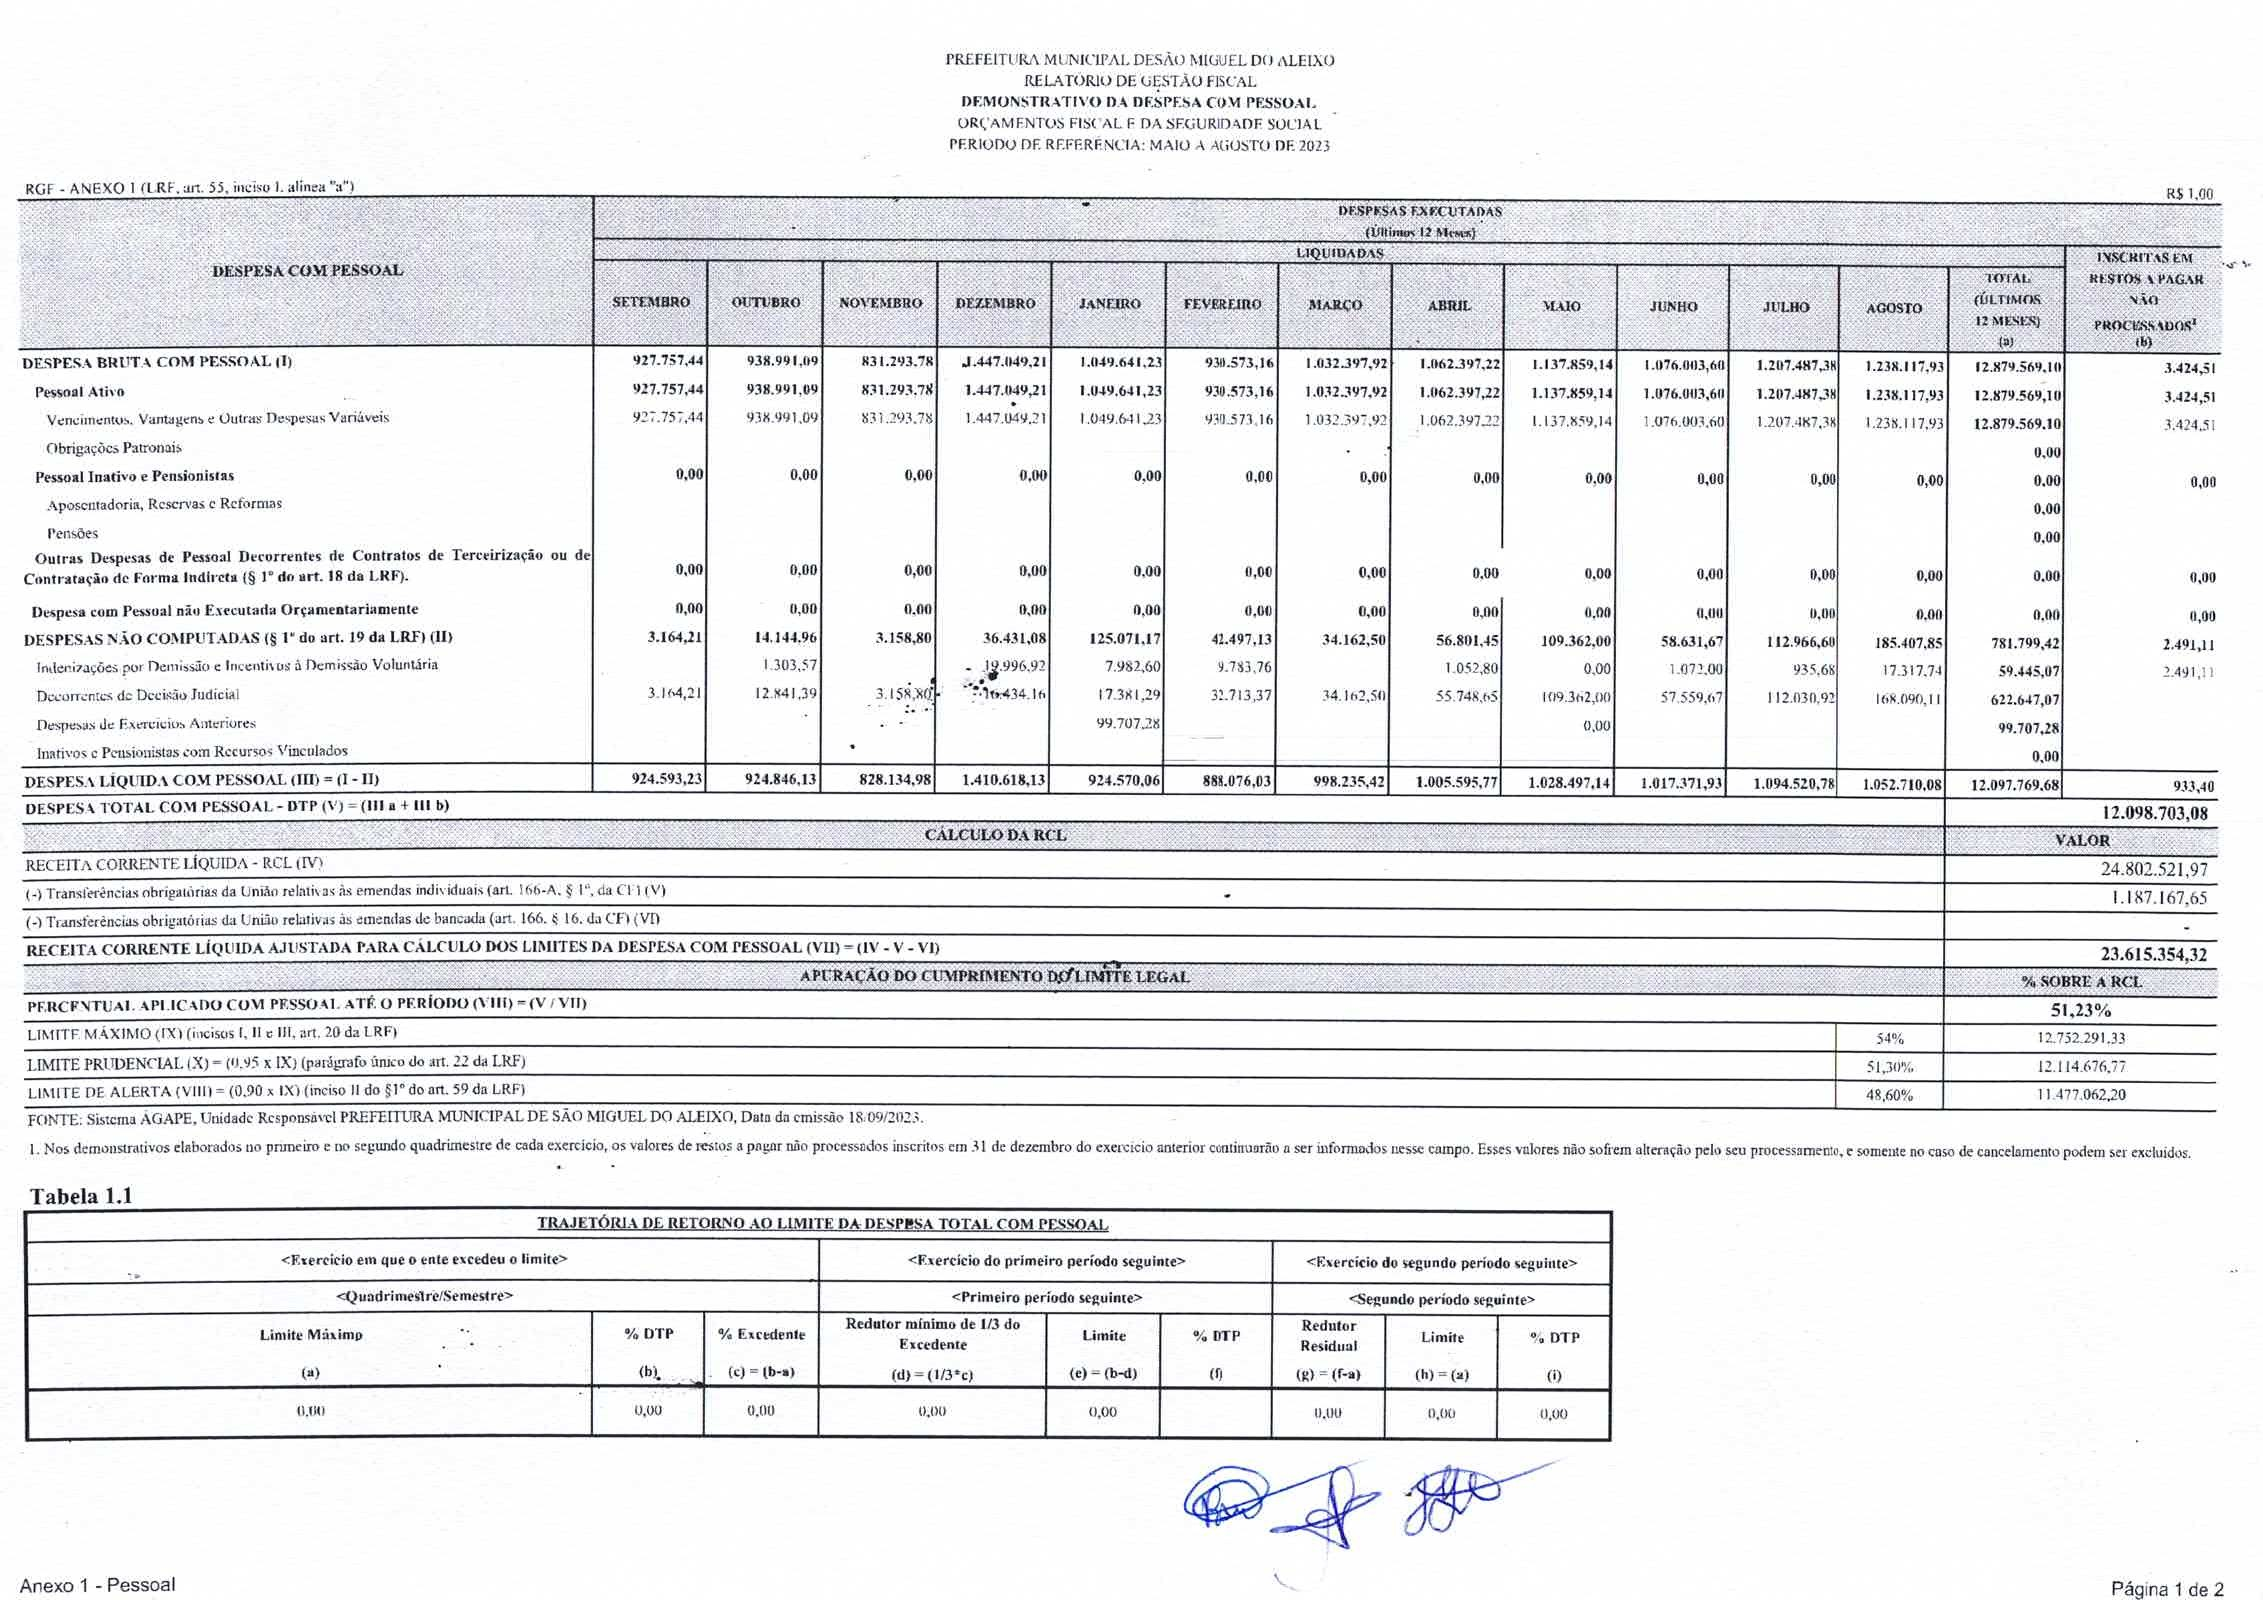 PREFEITURA MUNICIPAL DESÃO MIGUEL DO ALEIXO
RELATÓRIO DE GESTÃO FISCAL
DEMONSTRATIVO DA DESPESA COM PESSOAL
ORÇAMENTOS FISCAL E DA SEGURIDADE SOCIAL
PERIODO DE REFERÊNCIA: MAIO A AGOSTO DE 2023
RGF - ANEXO 1 (LRF, art. 55, inciso I, alínea "a") R$ 1,00
DESPESA COM PESSOAL
DESPESAS EXECUTADAS
(Últimos 12 Meses)
LIQUIDADAS
INSCRITAS EM RESTOS A PAGAR NÃO PROCESSADOS¹ (b)
SETEMBRO OUTUBRO NOVEMBRO DEZEMBRO JANEIRO FEVEREIRO MARÇO ABRIL MAIO JUNHO JULHO AGOSTO TOTAL (ÚLTIMOS 12 MESES) (a)
DESPESA BRUTA COM PESSOAL (I) 927.757,44 938.991,09 831.293,78 1.447.049,21 1.049.641,23 930.573,16 1.032.397,92 1.062.397,22 1.137.859,14 1.076.003,60 1.207.487,38 1.238.117,93 12.879.569,10 3.424,51
Pessoal Ativo 927.757,44 938.991,09 831.293,78 1.447.049,21 1.049.641,23 930.573,16 1.032.397,92 1.062.397,22 1.137.859,14 1.076.003,60 1.207.487,38 1.238.117,93 12.879.569,10 3.424,51
Vencimentos, Vantagens e Outras Despesas Variáveis 927.757,44 938.991,09 831.293,78 1.447.049,21 1.049.641,23 930.573,16 1.032.397,92 1.062.397,22 1.137.859,14 1.076.003,60 1.207.487,38 1.238.117,93 12.879.569,10 3.424,51
Obrigações Patronais 0,00
Pessoal Inativo e Pensionistas 0,00 0,00 0,00 0,00 0,00 0,00 0,00 0,00 0,00 0,00 0,00 0,00 0,00 0,00
Aposentadoria, Reservas e Reformas 0,00
Pensões 0,00
Outras Despesas de Pessoal Decorrentes de Contratos de Terceirização ou de
Contratação de Forma Indireta (§ 1º do art. 18 da LRF). 0,00 0,00 0,00 0,00 0,00 0,00 0,00 0,00 0,00 0,00 0,00 0,00 0,00 0,00
Despesa com Pessoal não Executada Orçamentariamente 0,00 0,00 0,00 0,00 0,00 0,00 0,00 0,00 0,00 0,00 0,00 0,00 0,00 0,00
DESPESAS NÃO COMPUTADAS (§ 1º do art. 19 da LRF) (II) 3.164,21 14.144,96 3.158,80 36.431,08 125.071,17 42.497,13 34.162,50 56.801,45 109.362,00 58.631,67 112.966,60 185.407,85 781.799,42 2.491,11
Indenizações por Demissão e Incentivos à Demissão Voluntária 1.303,57 19.996,92 7.982,60 9.783,76 1.052,80 0,00 1.072,00 935,68 17.317,74 59.445,07 2.491,11
Decorrentes de Decisão Judicial 3.164,21 12.841,39 3.158,80 16.434,16 17.381,29 32.713,37 34.162,50 55.748,65 109.362,00 57.559,67 112.030,92 168.090,11 622.647,07
Despesas de Exercícios Anteriores 99.707,28 0,00 99.707,28
Inativos e Pensionistas com Recursos Vinculados 0,00
DESPESA LÍQUIDA COM PESSOAL (III) = (I - II) 924.593,23 924.846,13 828.134,98 1.410.618,13 924.570,06 888.076,03 998.235,42 1.005.595,77 1.028.497,14 1.017.371,93 1.094.520,78 1.052.710,08 12.097.769,68 933,40
DESPESA TOTAL COM PESSOAL - DTP (V) = (III a + III b) 12.098.703,08
CÁLCULO DA RCL VALOR
RECEITA CORRENTE LÍQUIDA - RCL (IV) 24.802.521,97
(-) Transferências obrigatórias da União relativas às emendas individuais (art. 166-A, § 1º, da CF) (V) 1.187.167,65
(-) Transferências obrigatórias da União relativas às emendas de bancada (art. 166, § 16, da CF) (VI) -
RECEITA CORRENTE LÍQUIDA AJUSTADA PARA CÁLCULO DOS LIMITES DA DESPESA COM PESSOAL (VII) = (IV - V - VI) 23.615.354,32
APURAÇÃO DO CUMPRIMENTO DO LIMITE LEGAL % SOBRE A RCL
PERCENTUAL APLICADO COM PESSOAL ATÉ O PERÍODO (VIII) = (V / VII) 51,23%
LIMITE MÁXIMO (IX) (incisos I, II e III, art. 20 da LRF) 54% 12.752.291,33
LIMITE PRUDENCIAL (X) = (0,95 x IX) (parágrafo único do art. 22 da LRF) 51,30% 12.114.676,77
LIMITE DE ALERTA (VIII) = (0,90 x IX) (inciso II do §1º do art. 59 da LRF) 48,60% 11.477.062,20
FONTE: Sistema ÁGAPE, Unidade Responsável PREFEITURA MUNICIPAL DE SÃO MIGUEL DO ALEIXO, Data da emissão 18/09/2023.
1. Nos demonstrativos elaborados no primeiro e no segundo quadrimestre de cada exercício, os valores de restos a pagar não processados inscritos em 31 de dezembro do exercício anterior continuarão a ser informados nesse campo. Esses valores não sofrem alteração pelo seu processamento, e somente no caso de cancelamento podem ser excluídos.
Tabela 1.1
TRAJETÓRIA DE RETORNO AO LIMITE DA DESPESA TOTAL COM PESSOAL
<Exercício em que o ente excedeu o limite> <Exercício do primeiro período seguinte> <Exercício do segundo período seguinte>
<Quadrimestre/Semestre> <Primeiro período seguinte> <Segundo período seguinte>
Limite Máximo % DTP % Excedente Redutor mínimo de 1/3 do Excedente Limite % DTP Redutor Residual Limite % DTP
(a) (b) (c) = (b-a) (d) = (1/3*c) (e) = (b-d) (f) (g) = (f-a) (h) = (a) (i)
0,00 0,00 0,00 0,00 0,00 0,00 0,00 0,00
Anexo 1 - Pessoal Página 1 de 2